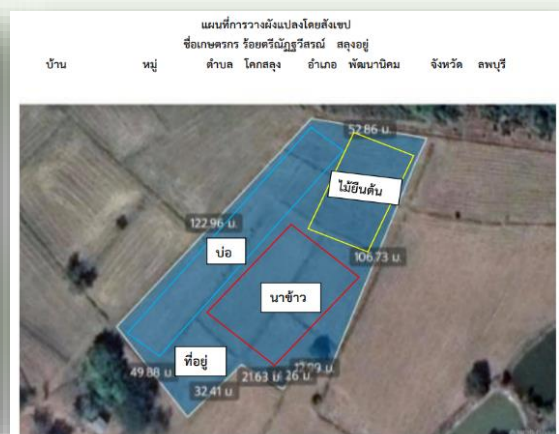 แผนที่การวางผังแปลงโดยสังเขป
ชื่อเกษตรกร ร้อยตรีณัฎฐวีสรณ์ สลุงอยู่
บ้าน หมู่ ตำบล โคกสลุง อำเภอ พัฒนานิคม จังหวัด ลพบุรี
52.86 ม.
ไม้ยืนต้น
122.96 ม.
บ่อ
106.73 ม.
นาข้าว
ที่อยู่
49.88 ม.
21.63
26 ม.
32.41 ม.